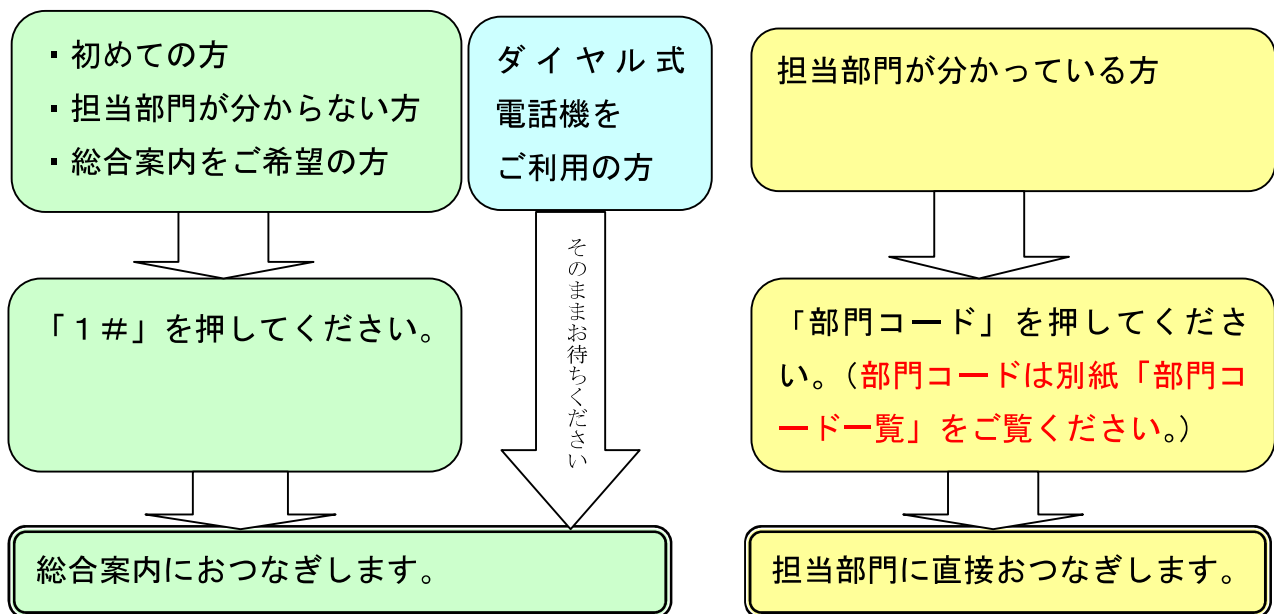 ・初めての方
・担当部門が分からない方
・総合案内をご希望の方
ダイヤル式
電話機を
ご利用の方
担当部門が分かっている方
そのままお待ちください
「1#」を押してください。
「部門コード」を押してくださ
い。(部門コードは別紙「部門コ
ード一覧」をご覧ください。)
総合案内におつなぎします。
担当部門に直接おつなぎします。